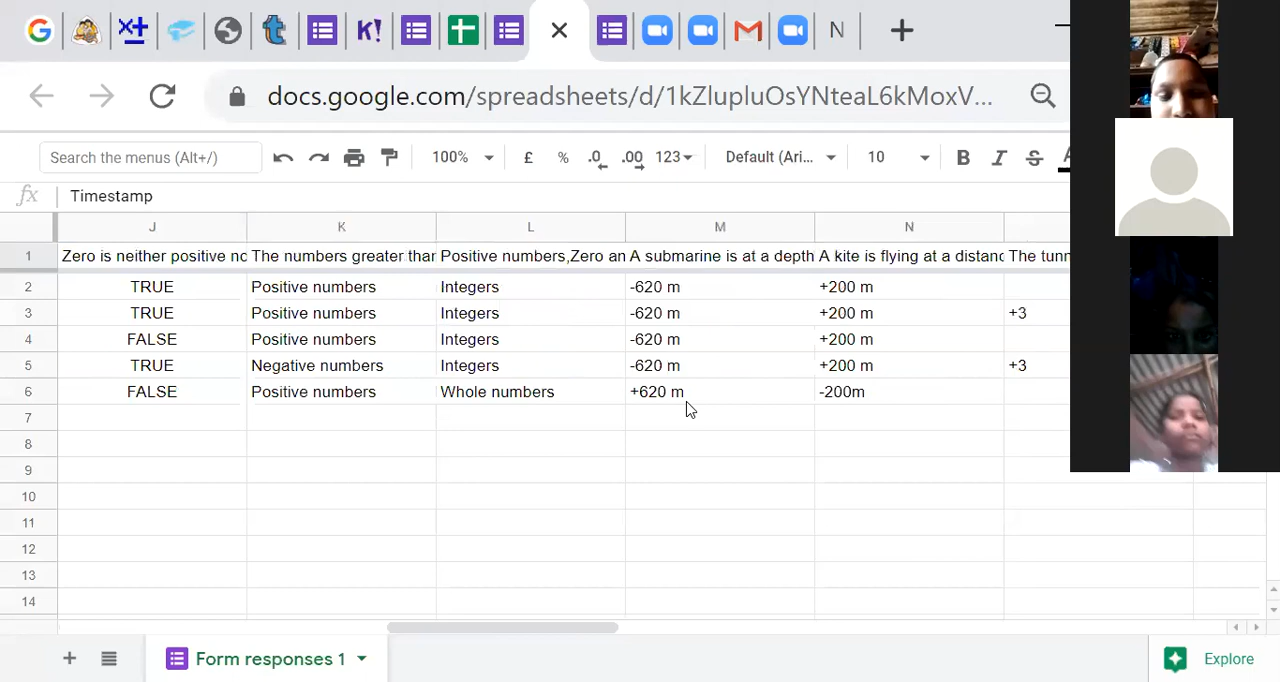 G x+ t K! N +
docs.google.com/spreadsheets/d/1kZlupluOsYNteaL6kMoxV...
Search the menus (Alt+/) 100% £ % .0 .00 123 Default (Ari... 10 B I S A
fx Timestamp
J K L M N
1 Zero is neither positive no The numbers greater than Positive numbers,Zero an A submarine is at a depth A kite is flying at a distanc The tunn
2 TRUE Positive numbers Integers -620 m +200 m
3 TRUE Positive numbers Integers -620 m +200 m +3
4 FALSE Positive numbers Integers -620 m +200 m
5 TRUE Negative numbers Integers -620 m +200 m +3
6 FALSE Positive numbers Whole numbers +620 m -200m
7
8
9
10
11
12
13
14
+ Form responses 1 Explore